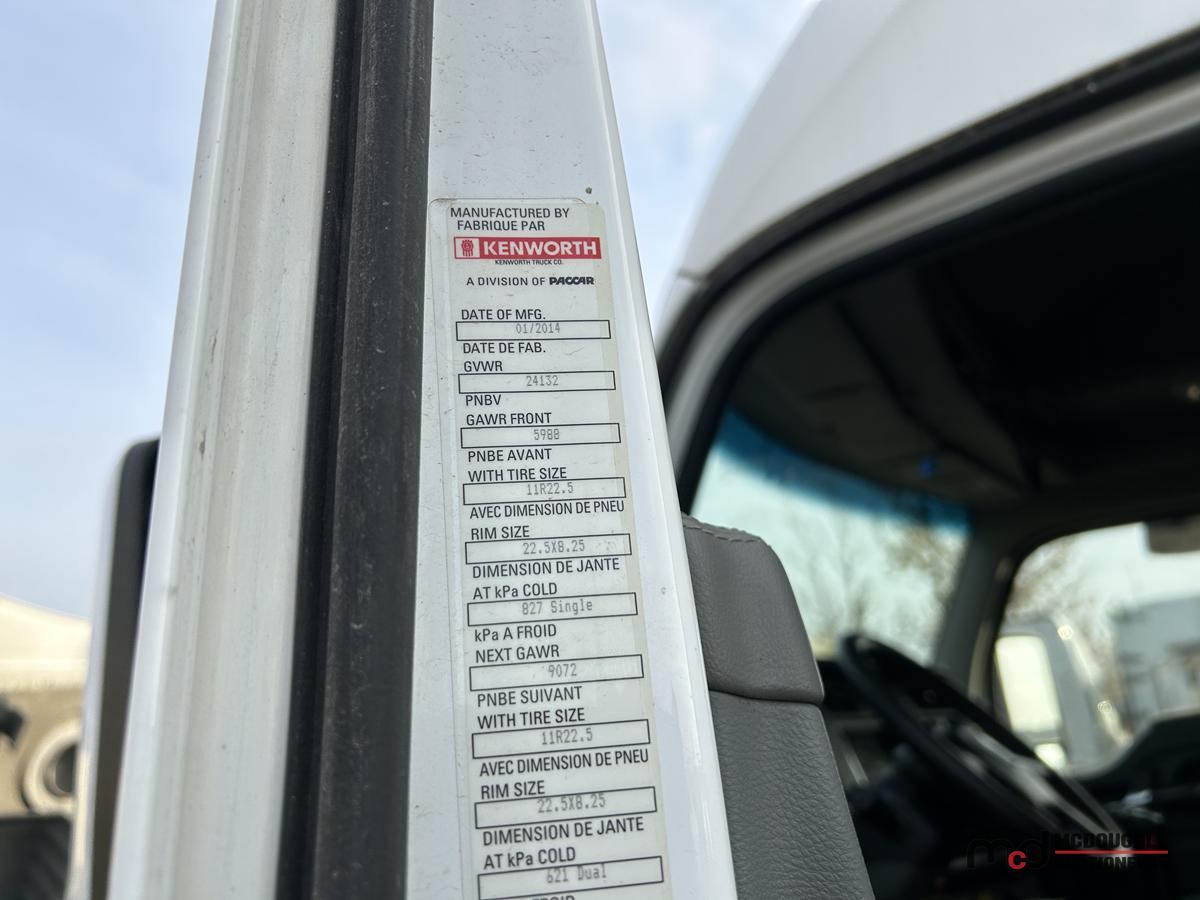 MANUFACTURED BY
FABRIQUE PAR
KENWORTH
KENWORTH TRUCK CO.
A DIVISION OF PACCAR
DATE OF MFG.
01/2014
DATE DE FAB.
GVWR
24132
PNBV
GAWR FRONT
5988
PNBE AVANT
WITH TIRE SIZE
11R22.5
AVEC DIMENSION DE PNEU
RIM SIZE
22.5X8.25
DIMENSION DE JANTE
AT kPa COLD
827 Single
kPa A FROID
NEXT GAWR
9072
PNBE SUIVANT
WITH TIRE SIZE
11R22.5
AVEC DIMENSION DE PNEU
RIM SIZE
22.5X8.25
DIMENSION DE JANTE
AT kPa COLD
621 Dual
FROID
mcd